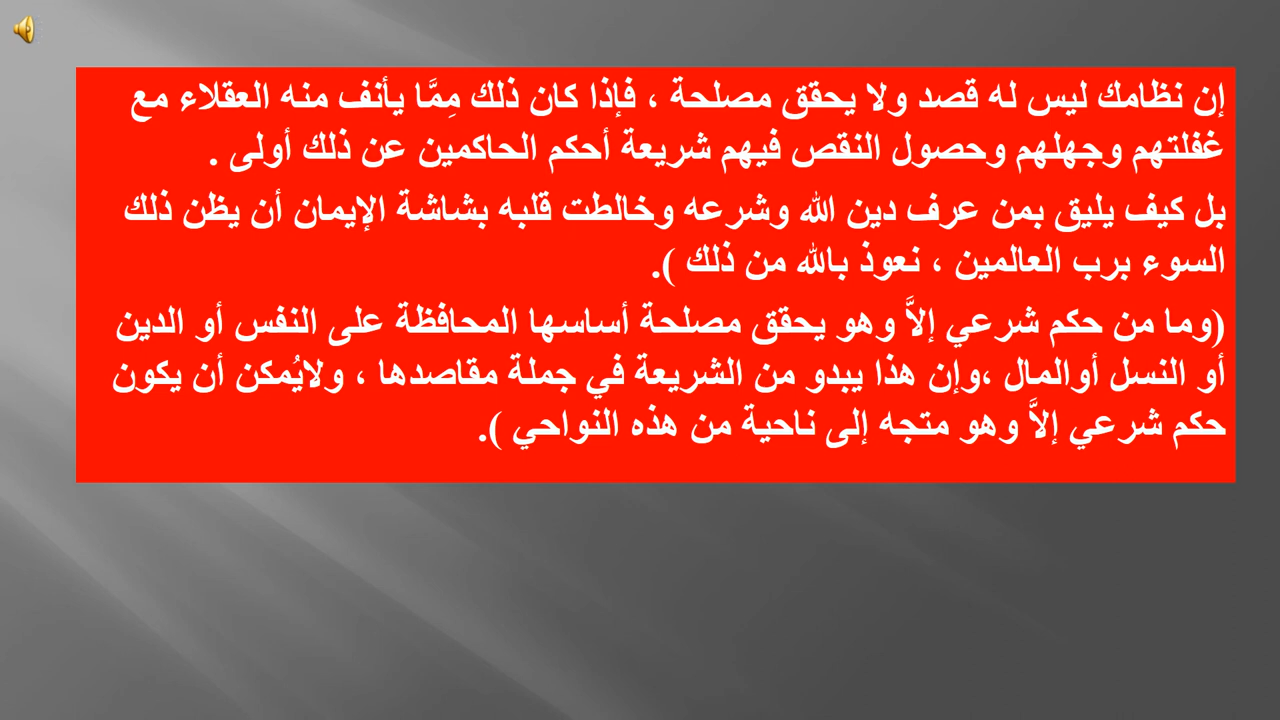 إن نظامك ليس له قصد ولا يحقق مصلحة ، فإذا كان ذلك مِمَّا يأنف منه العقلاء مع
غفلتهم وجهلهم وحصول النقص فيهم شريعة أحكم الحاكمين عن ذلك أولى .
بل كيف يليق بمن عرف دين الله وشرعه وخالطت قلبه بشاشة الإيمان أن يظن ذلك
السوء برب العالمين ، نعوذ بالله من ذلك ).
(وما من حكم شرعي إلاَّ وهو يحقق مصلحة أساسها المحافظة على النفس أو الدين
أو النسل أوالمال ،وإن هذا يبدو من الشريعة في جملة مقاصدها ، ولايُمكن أن يكون
حكم شرعي إلاَّ وهو متجه إلى ناحية من هذه النواحي ).